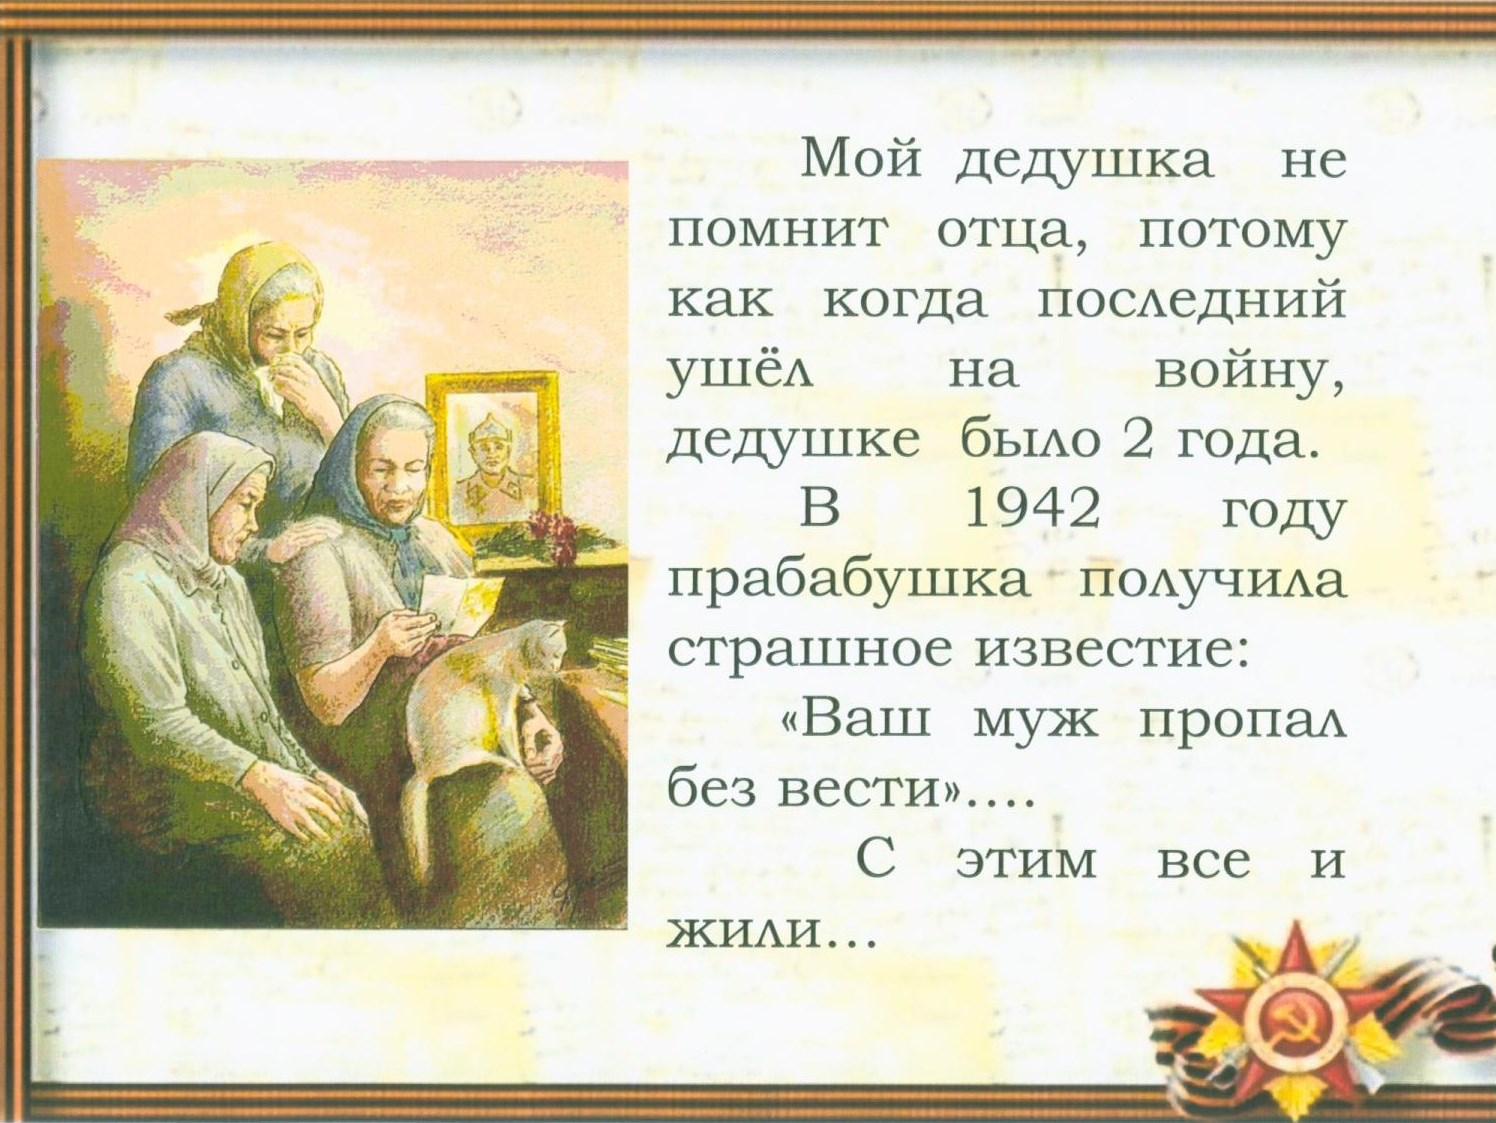 Мой дедушка не
помнит отца, потому
как когда последний
ушёл на войну,
дедушке было 2 года.
В 1942 году
прабабушка получила
страшное известие:
«Ваш муж пропал
без вести»....
С этим все и
жили...